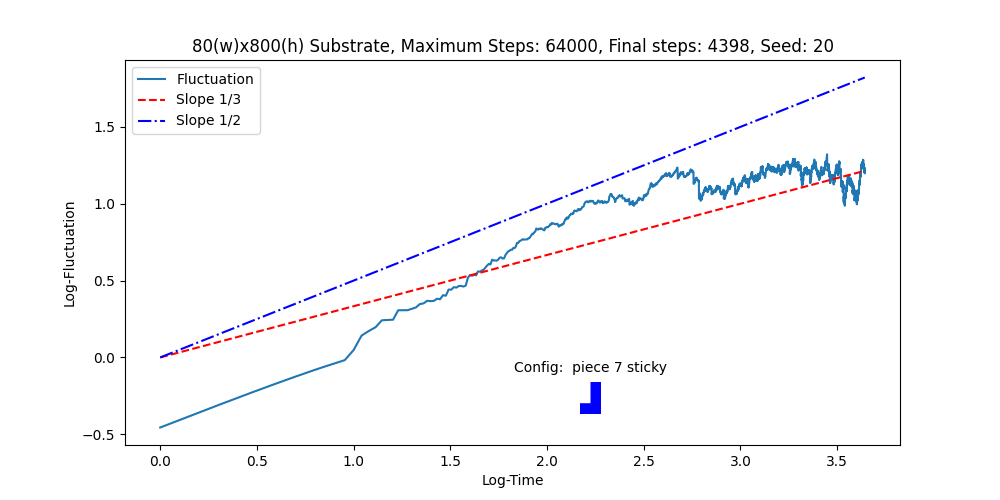 80(w)x800(h) Substrate, Maximum Steps: 64000, Final steps: 4398, Seed: 20
Fluctuation
Slope 1/3
Slope 1/2
1.5
1.0
0.5
0.0
−0.5
Log-Fluctuation
Config:  piece 7 sticky
0.0 0.5 1.0 1.5 2.0 2.5 3.0 3.5
Log-Time